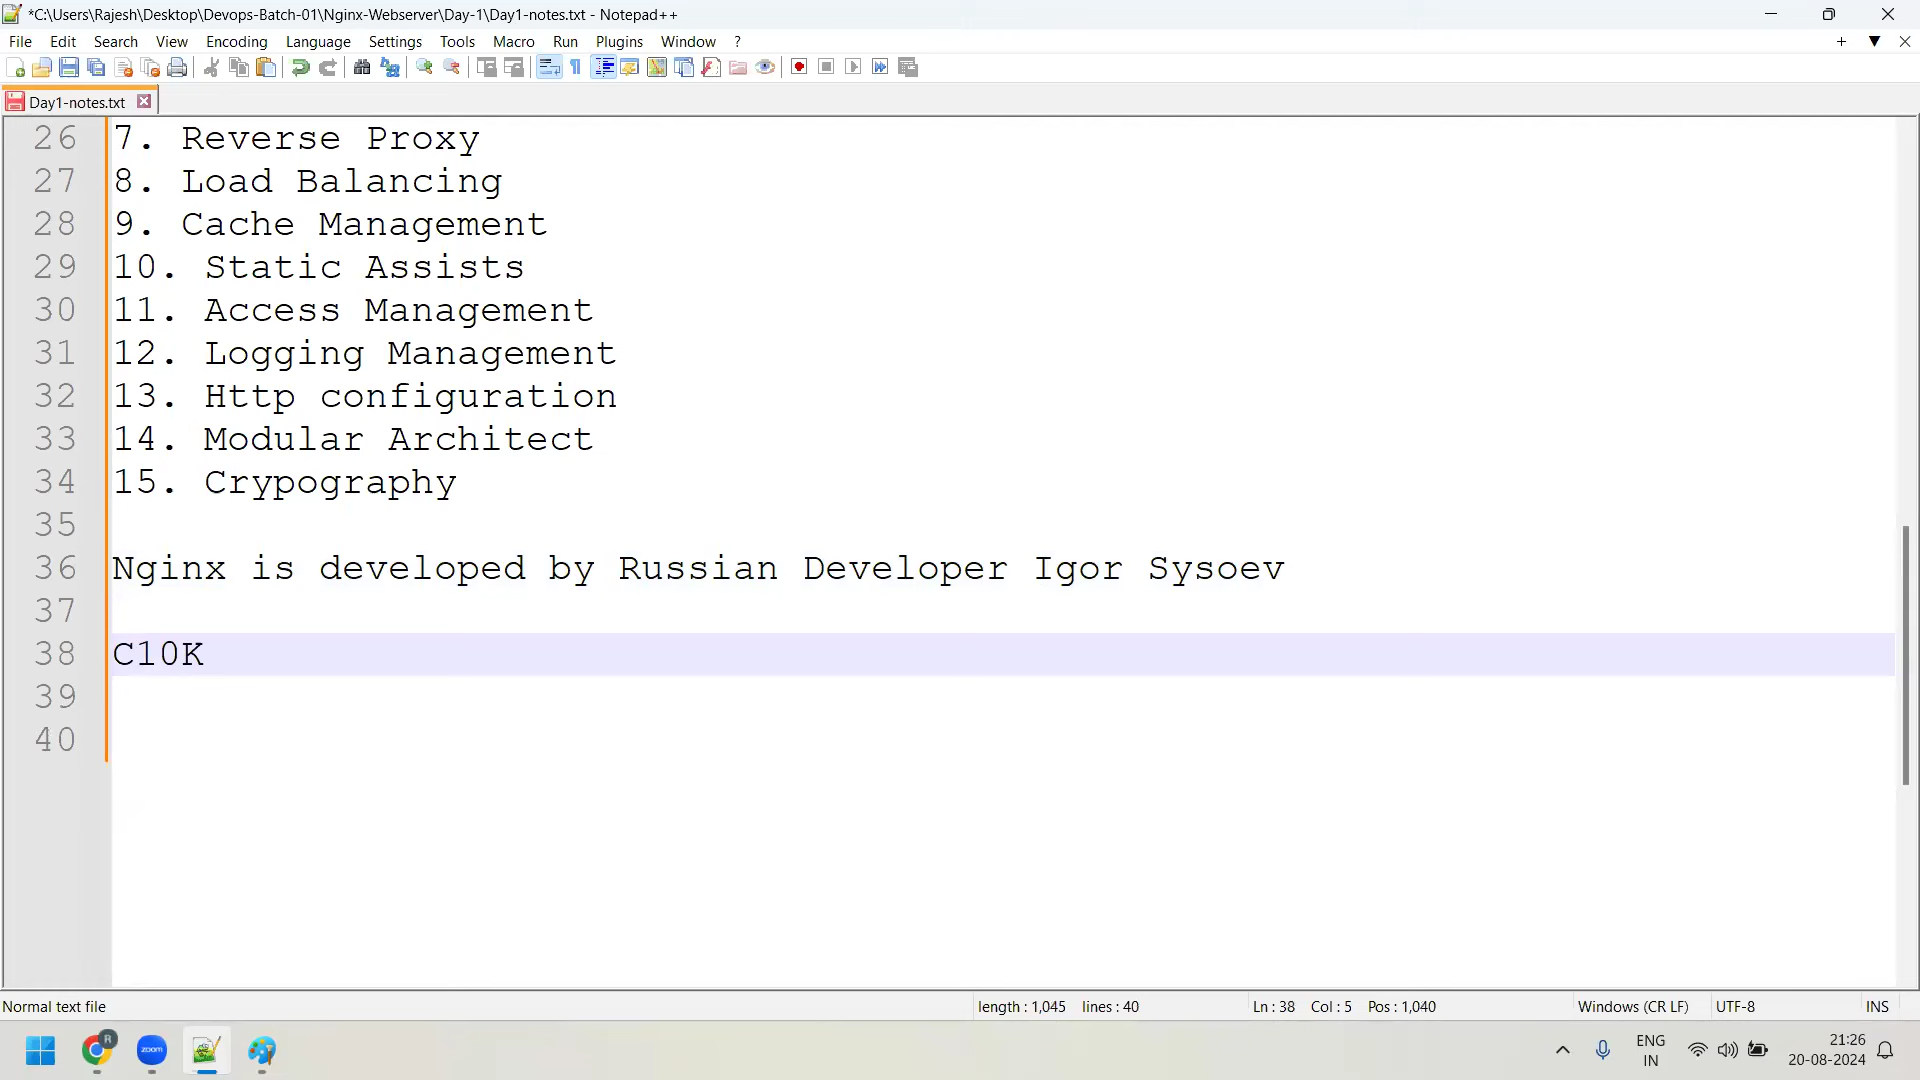 *C:\Users\Rajesh\Desktop\Devops-Batch-01\Nginx-Webserver\Day-1\Day1-notes.txt - Notepad++
File Edit Search View Encoding Language Settings Tools Macro Run Plugins Window ?
Day1-notes.txt
26 7. Reverse Proxy
27 8. Load Balancing
28 9. Cache Management
29 10. Static Assists
30 11. Access Management
31 12. Logging Management
32 13. Http configuration
33 14. Modular Architect
34 15. Crypography
35
36 Nginx is developed by Russian Developer Igor Sysoev
37
38 C10K
39
40
Normal text file length : 1,045 lines : 40 Ln : 38 Col : 5 Pos : 1,040 Windows (CR LF) UTF-8 INS
R zoom ENG 21:26
IN 20-08-2024